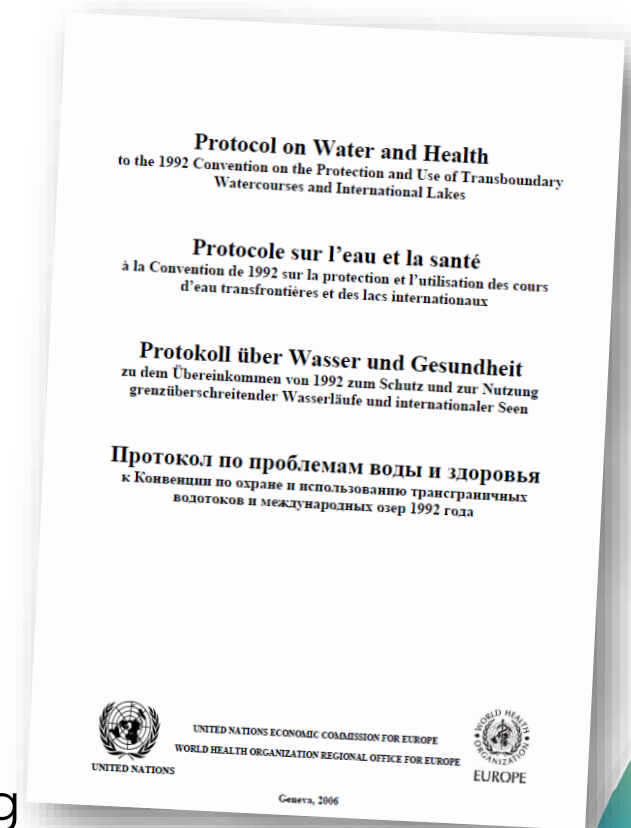 Protocol on Water and Health
to the 1992 Convention on the Protection and Use of Transboundary
Watercourses and International Lakes
Protocole sur l’eau et la santé
à la Convention de 1992 sur la protection et l’utilisation des cours
d’eau transfrontières et des lacs internationaux
Protokoll über Wasser und Gesundheit
zu dem Übereinkommen von 1992 zum Schutz und zur Nutzung
grenzüberschreitender Wasserläufe und internationaler Seen
Протокол по проблемам воды и здоровья
к Конвенции по охране и использованию трансграничных
водотоков и международных озер 1992 года
UNITED NATIONS
UNITED NATIONS ECONOMIC COMMISSION FOR EUROPE
WORLD HEALTH ORGANIZATION REGIONAL OFFICE FOR EUROPE
WORLD HEALTH ORGANIZATION
EUROPE
Geneva, 2006
g